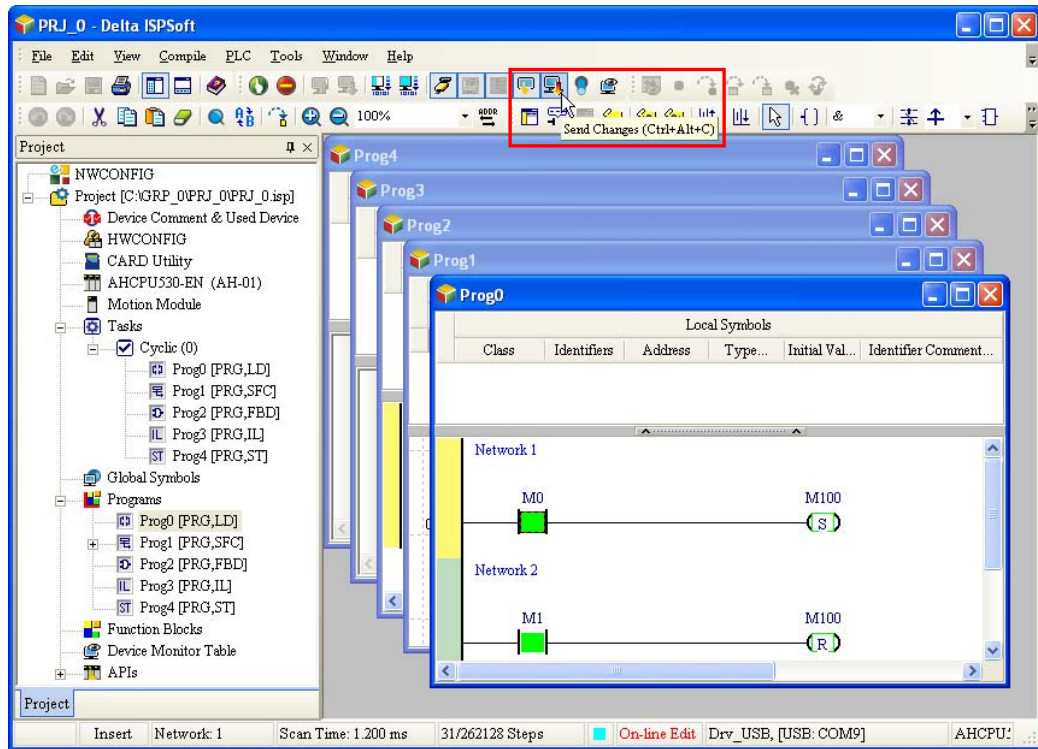 PRJ_0 - Delta ISPSoft
File Edit View Compile PLC Tools Window Help
100%
ADDR
Send Changes (Ctrl+Alt+C)
Project
NWCONFIG
Project [C:\GRP_0\PRJ_0\PRJ_0.isp]
Device Comment & Used Device
HWCONFIG
CARD Utility
AHCPU530-EN (AH-01)
Motion Module
Tasks
Cyclic (0)
Prog0 [PRG,LD]
Prog1 [PRG,SFC]
Prog2 [PRG,FBD]
IL Prog3 [PRG,IL]
ST Prog4 [PRG,ST]
Global Symbols
Programs
Prog0 [PRG,LD]
Prog1 [PRG,SFC]
Prog2 [PRG,FBD]
IL Prog3 [PRG,IL]
ST Prog4 [PRG,ST]
Function Blocks
Device Monitor Table
APIs
Project
Prog4
Prog3
Prog2
Prog1
Prog0
Local Symbols
Class Identifiers Address Type... Initial Val... Identifier Comment...
Network 1
M0 M100
S
Network 2
M1 M100
R
Insert Network: 1 Scan Time: 1.200 ms 31/262128 Steps On-line Edit Drv_USB, [USB: COM9]